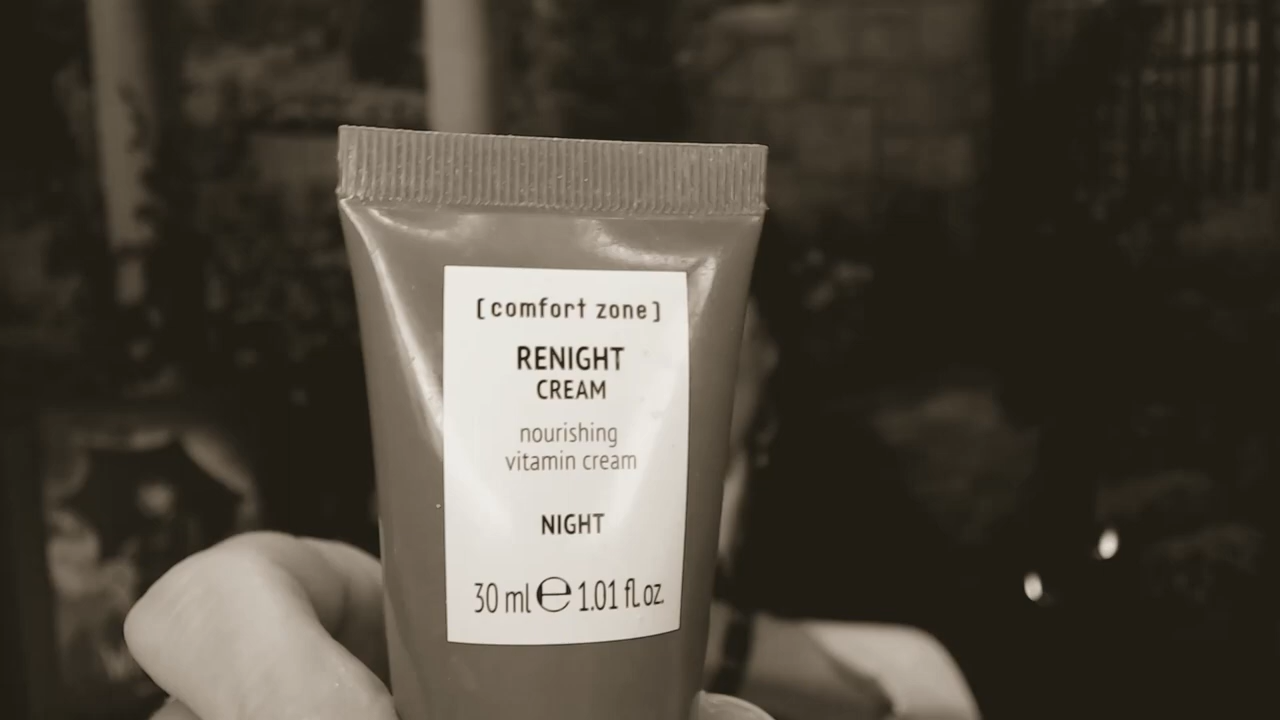 [comfort zone]
RENIGHT
CREAM
nourishing
vitamin cream
NIGHT
30 ml ℮ 1.01 fl. oz.